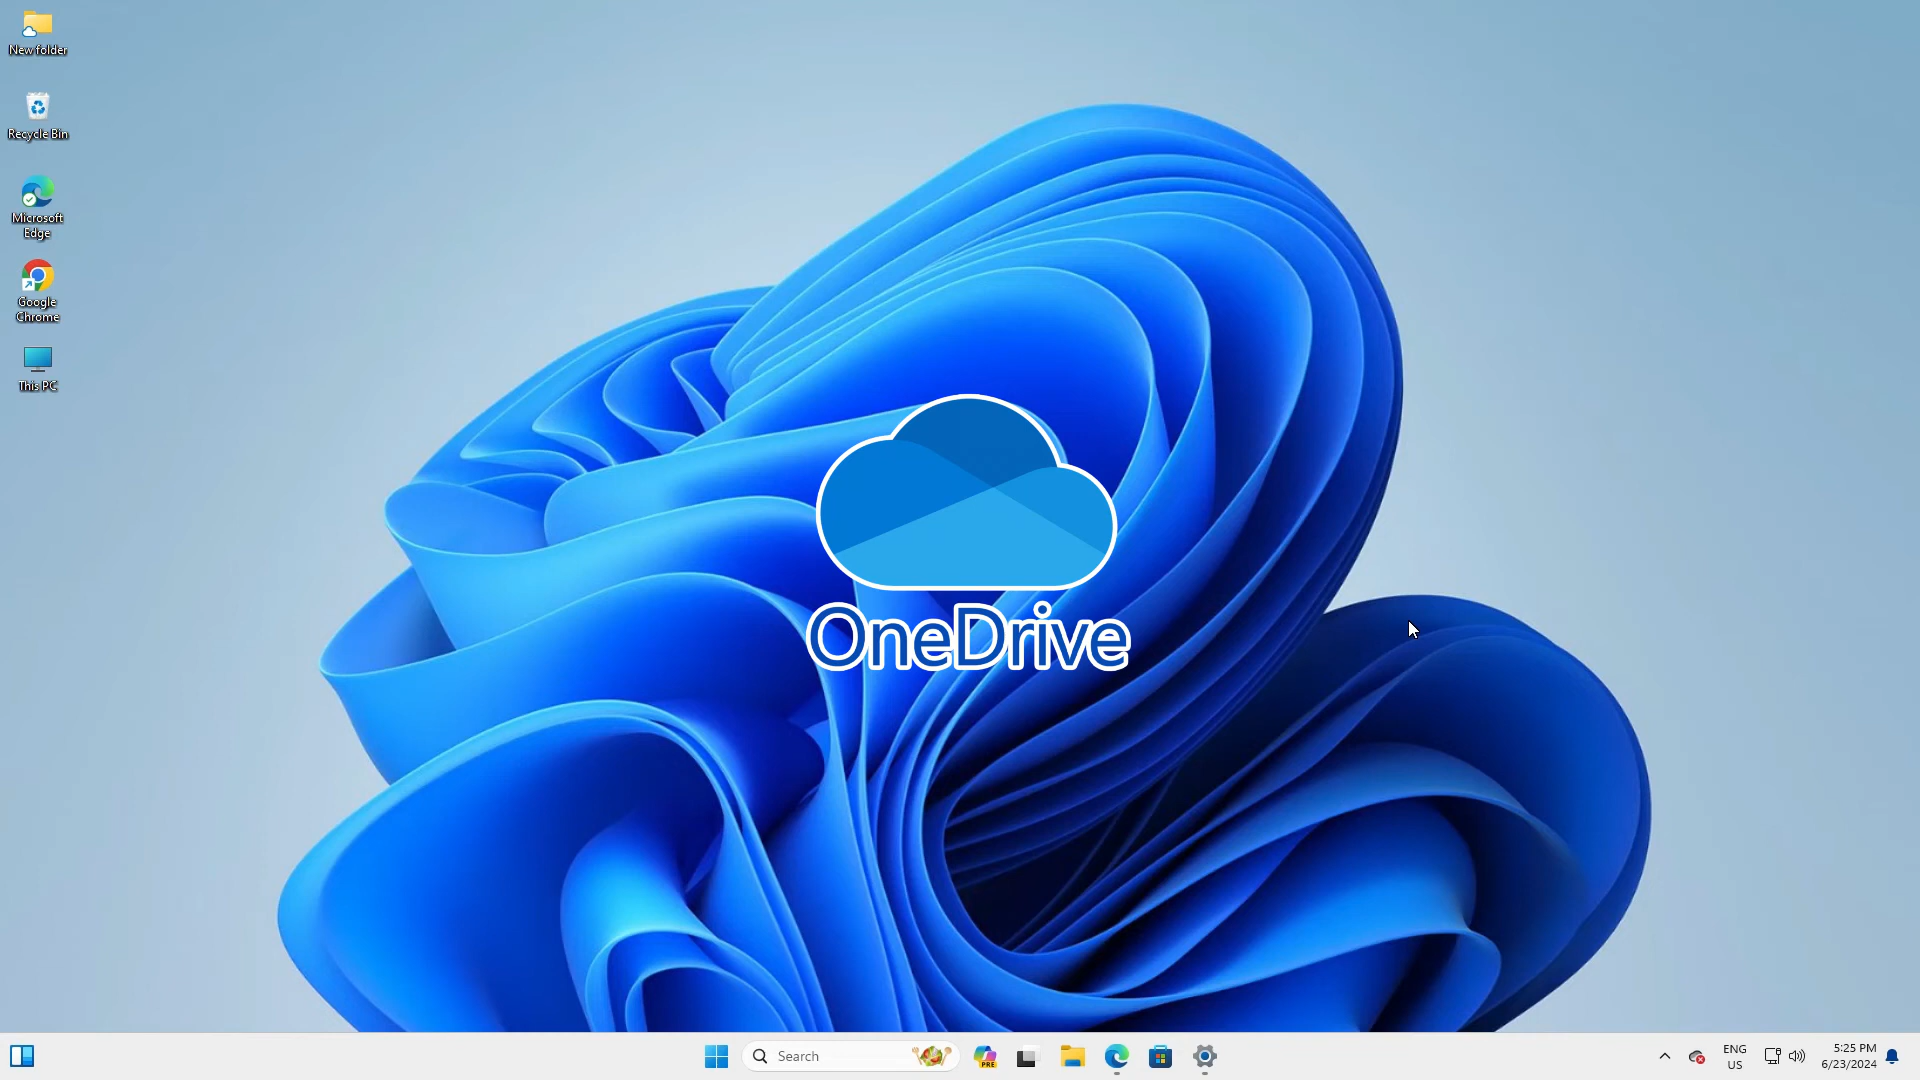 New folder
Recycle Bin
Microsoft
Edge
Google
Chrome
This PC
OneDrive
Search
PRE
ENG
US
5:25 PM
6/23/2024